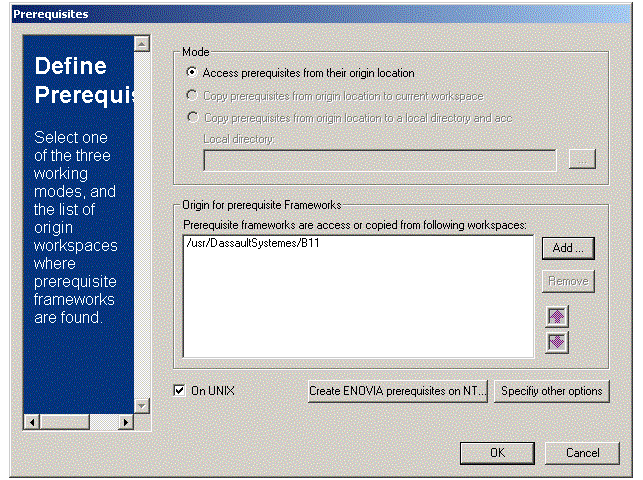 Prerequisites
Define
Prerequis
Select one
of the three
working
modes, and
the list of
origin
workspaces
where
prerequisite
frameworks
are found.
Mode
Access prerequisites from their origin location
Copy prerequisites from origin location to current workspace
Copy prerequisites from origin location to a local directory and acc
Local directory:
...
Origin for prerequisite Frameworks
Prerequisite frameworks are access or copied from following workspaces:
/usr/DassaultSystemes/B11
Add ...
Remove
On UNIX
Create ENOVIA prerequisites on NT...
Specifiy other options
OK
Cancel